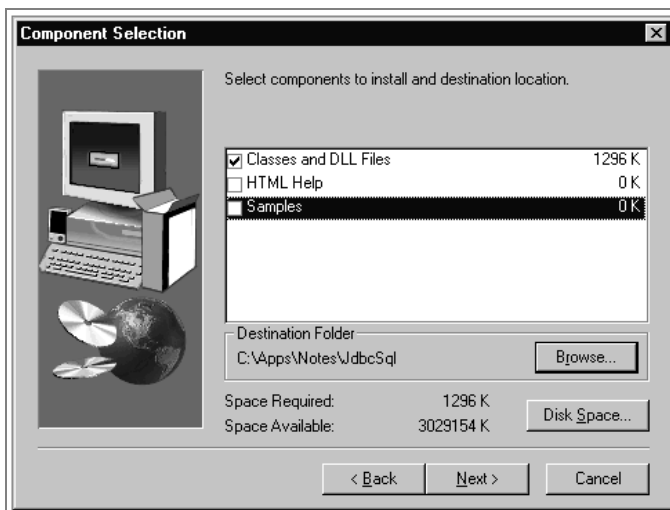 Component Selection
Select components to install and destination location.
Classes and DLL Files 1296 K
HTML Help 0 K
Samples 0 K
Destination Folder
C:\Apps\Notes\JdbcSql
Browse...
Space Required: 1296 K
Space Available: 3029154 K
Disk Space...
< Back
Next >
Cancel